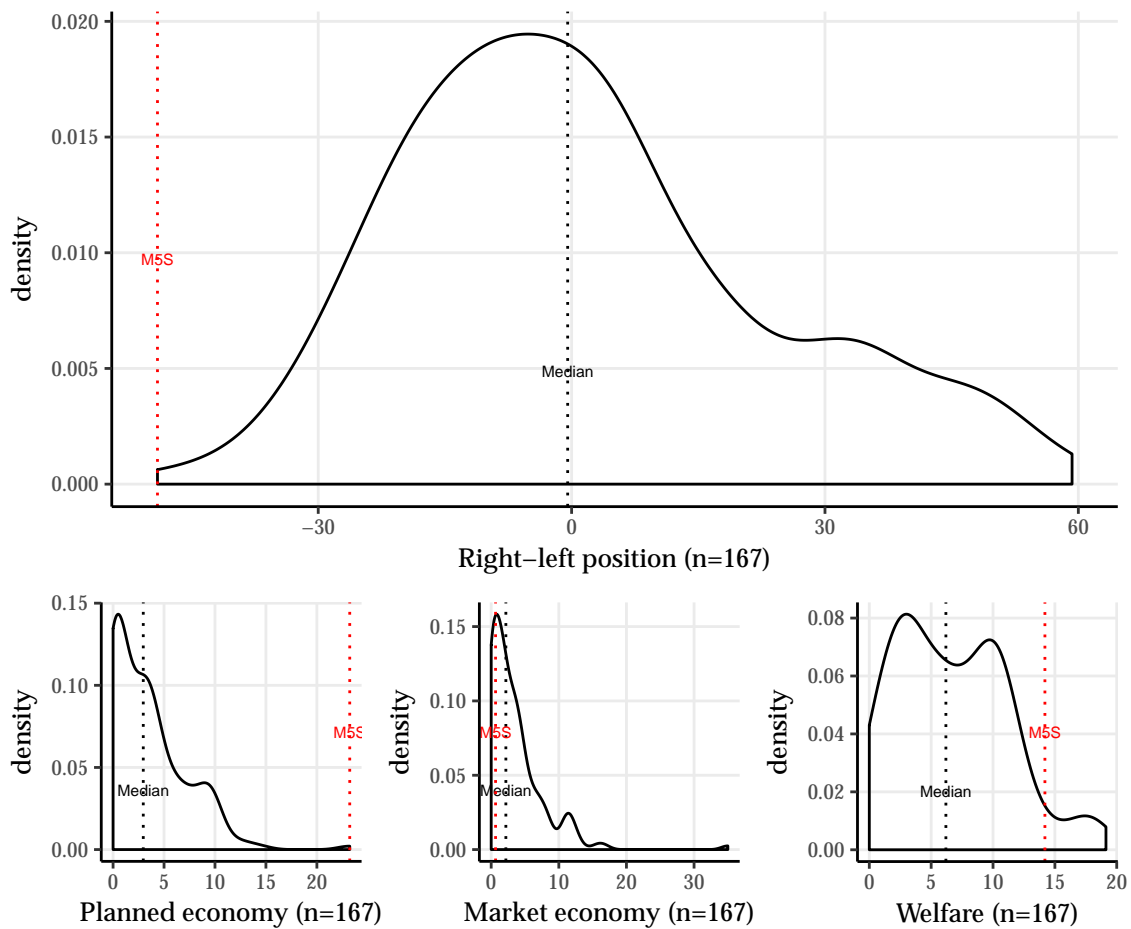 0.020
0.015
0.010
0.005
0.000
density
M5S
Median
−30 0 30 60
Right−left position (n=167)
0.15
0.10
0.05
0.00
density
M5S
Median
0 5 10 15 20
Planned economy (n=167)
0.15
0.10
0.05
0.00
density
M5S
Median
0 10 20 30
Market economy (n=167)
0.08
0.06
0.04
0.02
0.00
density
M5S
Median
0 5 10 15 20
Welfare (n=167)